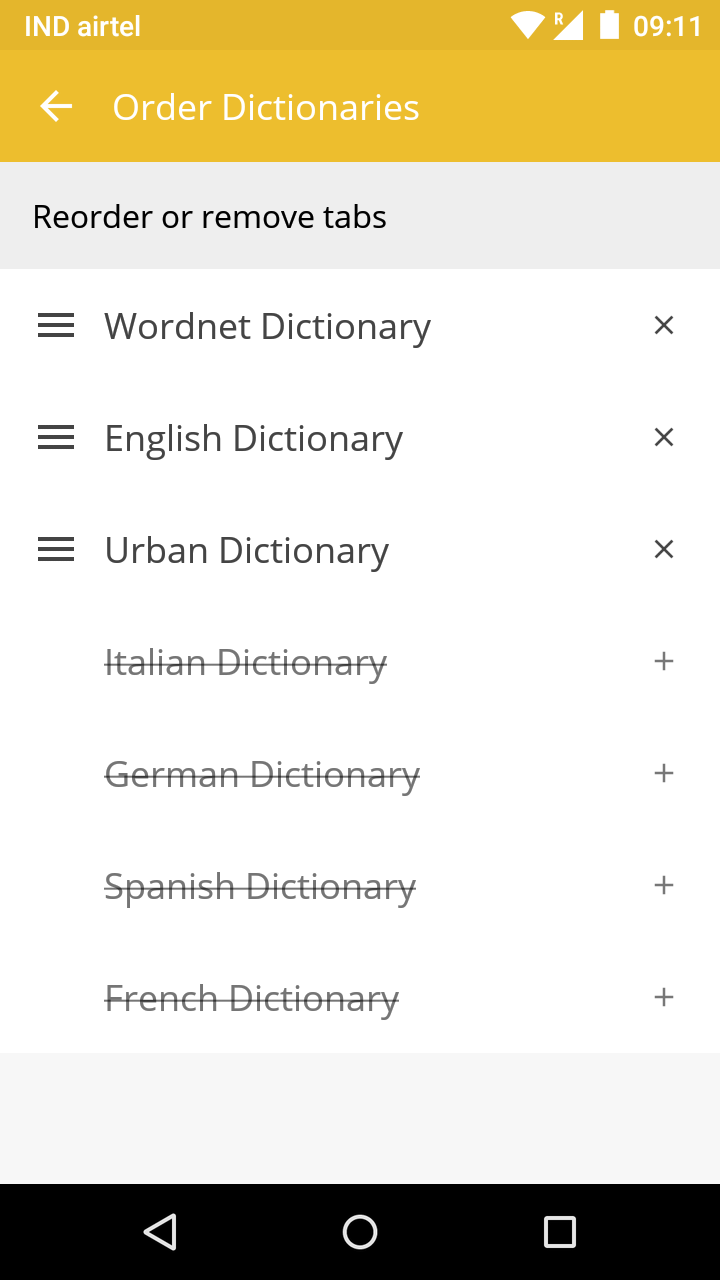 IND airtel R 09:11
Order Dictionaries
Reorder or remove tabs
Wordnet Dictionary
English Dictionary
Urban Dictionary
Italian Dictionary
German Dictionary
Spanish Dictionary
French Dictionary